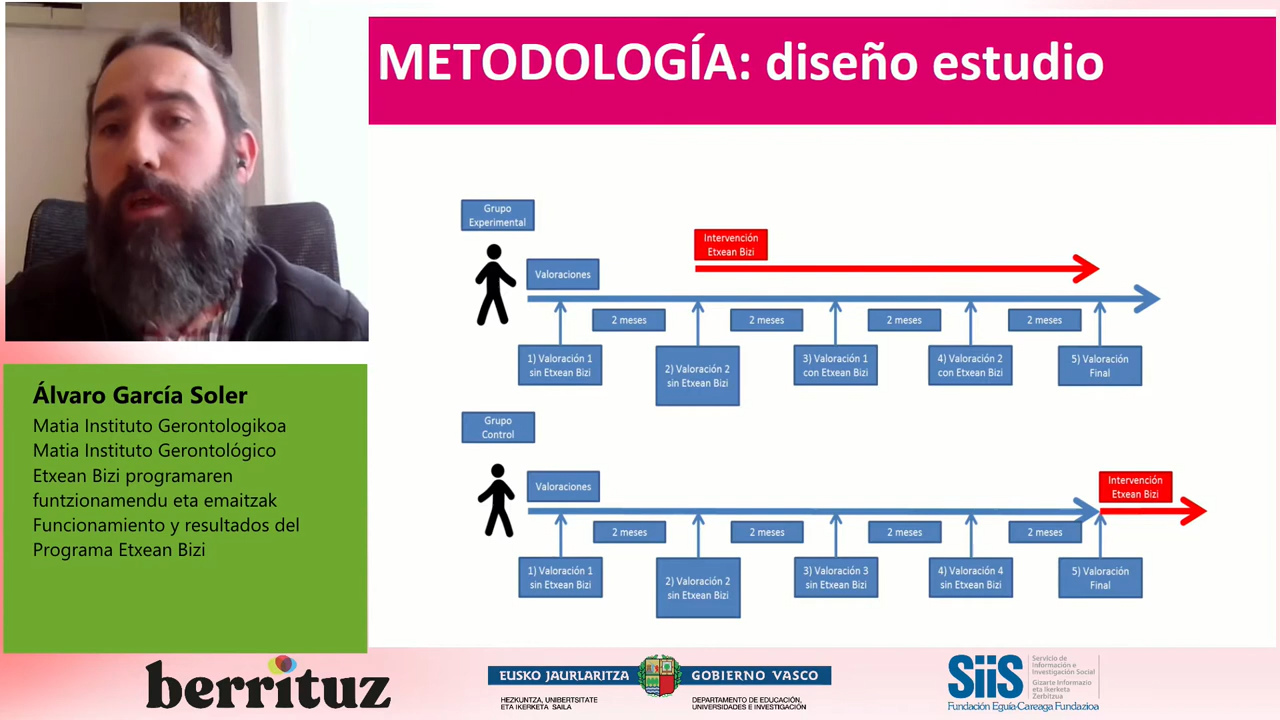 METODOLOGÍA: diseño estudio
Grupo
Experimental
Intervención
Etxean Bizi
Valoraciones
2 meses
2 meses
2 meses
2 meses
1) Valoración 1
sin Etxean Bizi
2) Valoración 2
sin Etxean Bizi
3) Valoración 1
con Etxean Bizi
4) Valoración 2
con Etxean Bizi
5) Valoración
Final
Grupo
Control
Valoraciones
Intervención
Etxean Bizi
2 meses
2 meses
2 meses
2 meses
1) Valoración 1
sin Etxean Bizi
2) Valoración 2
sin Etxean Bizi
3) Valoración 3
sin Etxean Bizi
4) Valoración 4
sin Etxean Bizi
5) Valoración
Final
Álvaro García Soler
Matia Instituto Gerontologikoa
Matia Instituto Gerontológico
Etxean Bizi programaren
funtzionamendu eta emaitzak
Funcionamiento y resultados del
Programa Etxean Bizi
berrituz
EUSKO JAURLARITZA
GOBIERNO VASCO
HEZKUNTZA, UNIBERTSITATE
ETA IKERKETA SAILA
DEPARTAMENTO DE EDUCACIÓN,
UNIVERSIDADES E INVESTIGACIÓN
SiiS
Servicio de
Información e
Investigación Social
Gizarte Informazio
eta Ikerketa
Zerbitzua
Fundación Eguía-Careaga Fundazioa